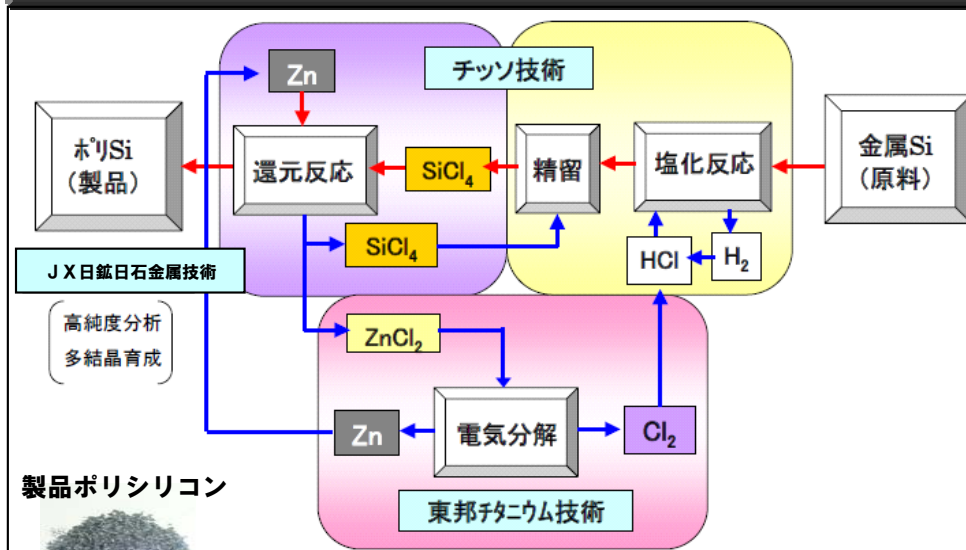 Zn
チッソ技術
ポリSi
（製品）
還元反応
SiCl₄
精留
塩化反応
金属Si
（原料）
SiCl₄
HCl
H₂
ＪＸ日鉱日石金属技術
高純度分析
多結晶育成
ZnCl₂
Zn
電気分解
Cl₂
製品ポリシリコン
東邦チタニウム技術